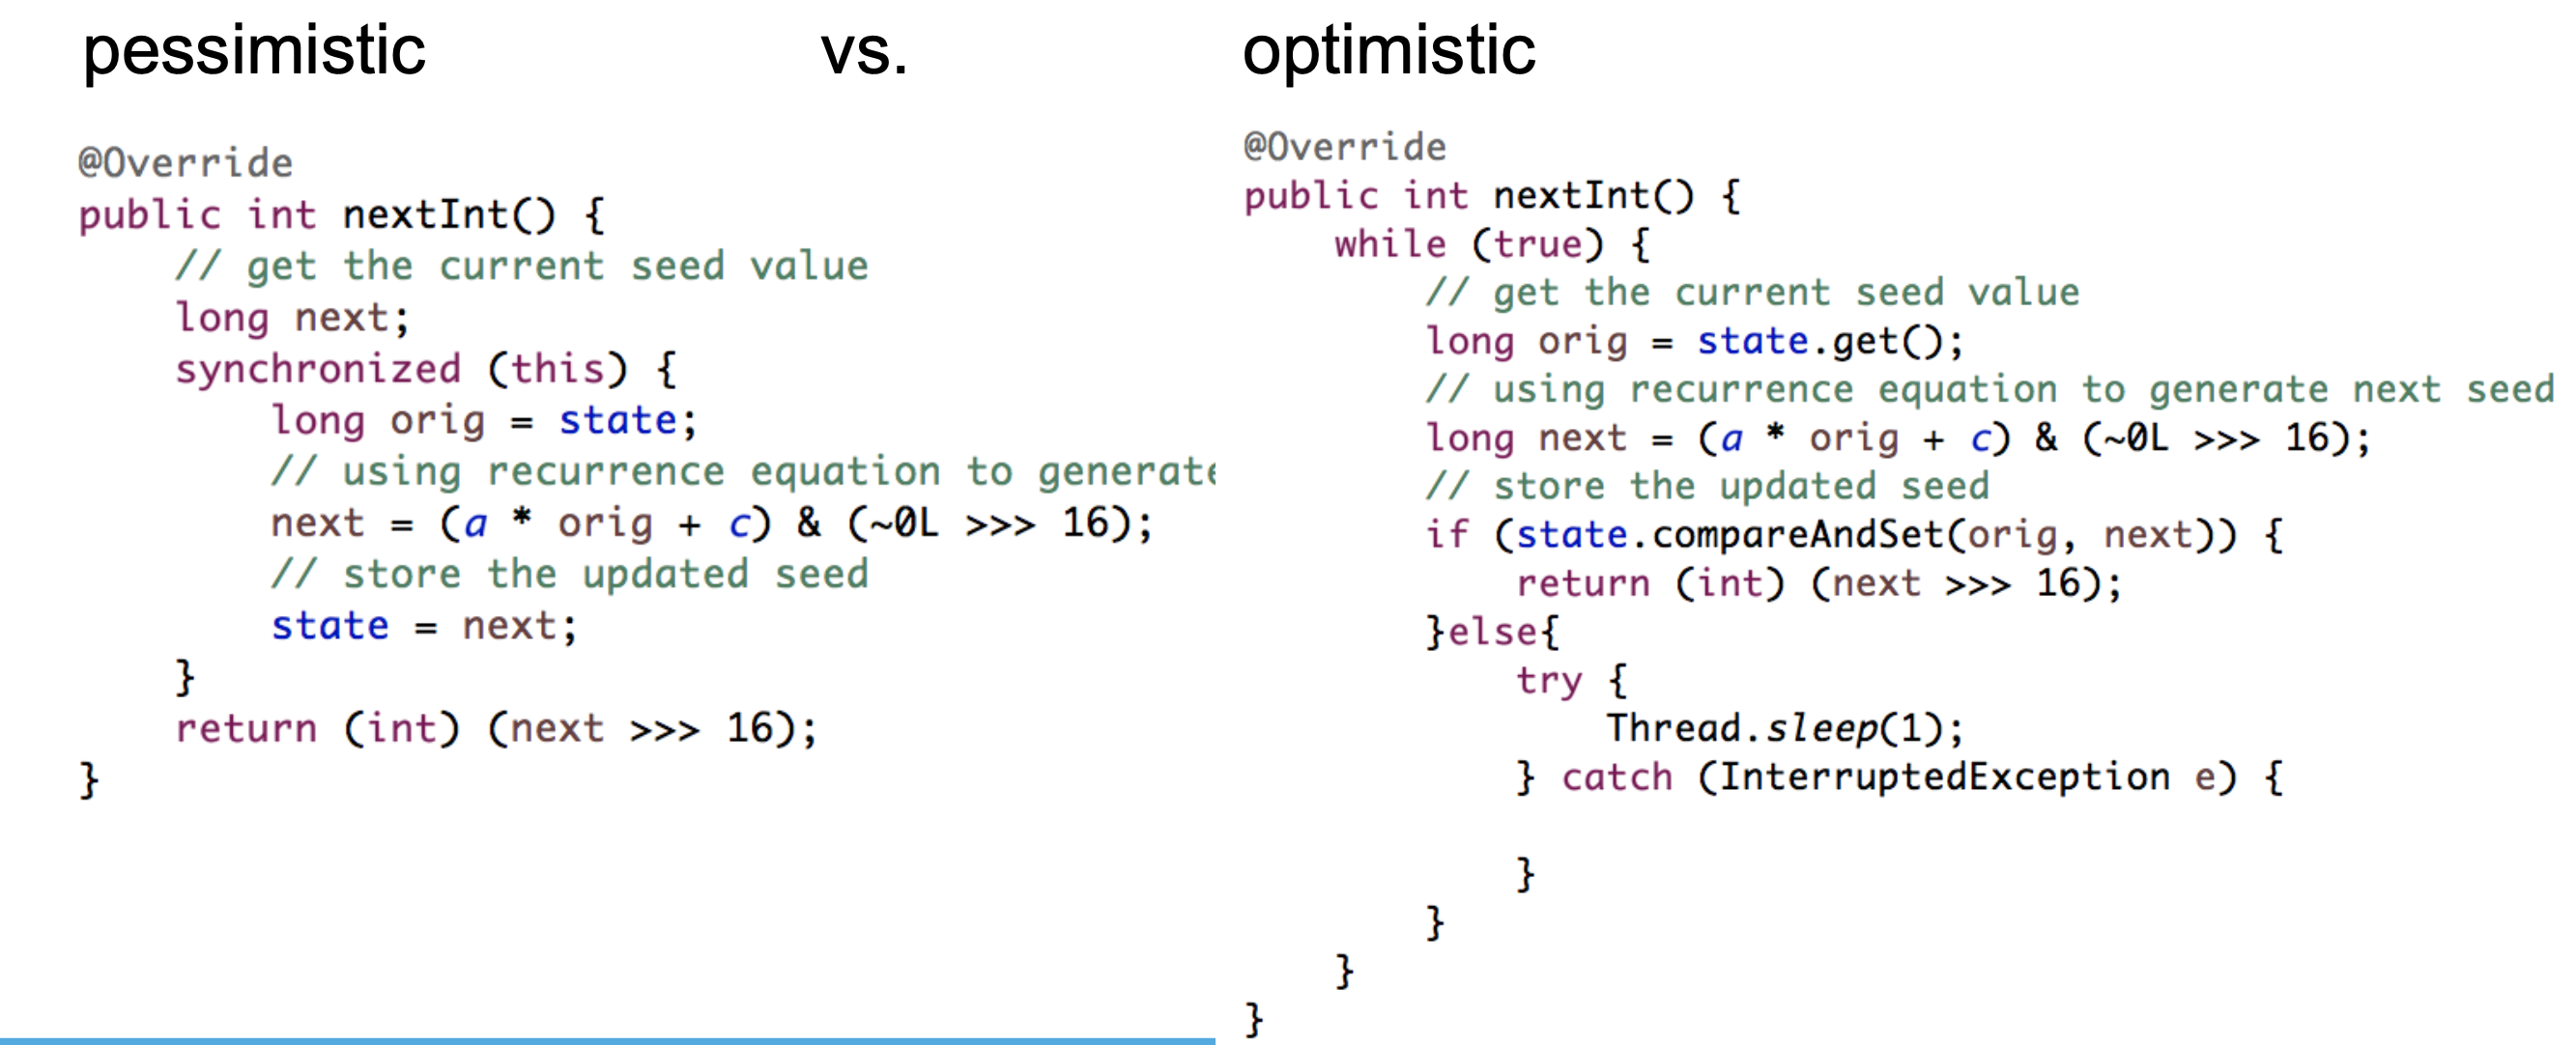 pessimistic vs. optimistic
@Override
public int nextInt() {
    // get the current seed value
    long next;
    synchronized (this) {
        long orig = state;
        // using recurrence equation to generate
        next = (a * orig + c) & (~0L >>> 16);
        // store the updated seed
        state = next;
    }
    return (int) (next >>> 16);
}
@Override
public int nextInt() {
    while (true) {
        // get the current seed value
        long orig = state.get();
        // using recurrence equation to generate next seed
        long next = (a * orig + c) & (~0L >>> 16);
        // store the updated seed
        if (state.compareAndSet(orig, next)) {
            return (int) (next >>> 16);
        }else{
            try {
                Thread.sleep(1);
            } catch (InterruptedException e) {
            }
        }
    }
}